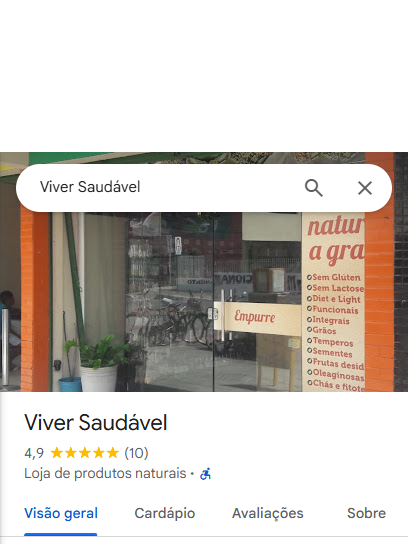 Viver Saudável
natur
a gra
Sem Glúten
Sem Lactose
Diet e Light
Funcionais
Integrais
Grãos
Temperos
Sementes
Frutas desid
Oleaginosas
Chás e fitote
Empurre
Viver Saudável
4,9 (10)
Loja de produtos naturais ·
Visão geral Cardápio Avaliações Sobre